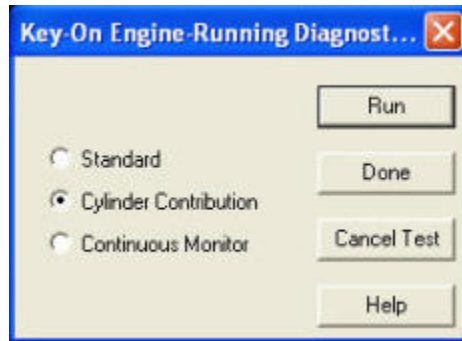 Key-On Engine-Running Diagnost...
Run
Standard
Done
Cylinder Contribution
Continuous Monitor
Cancel Test
Help